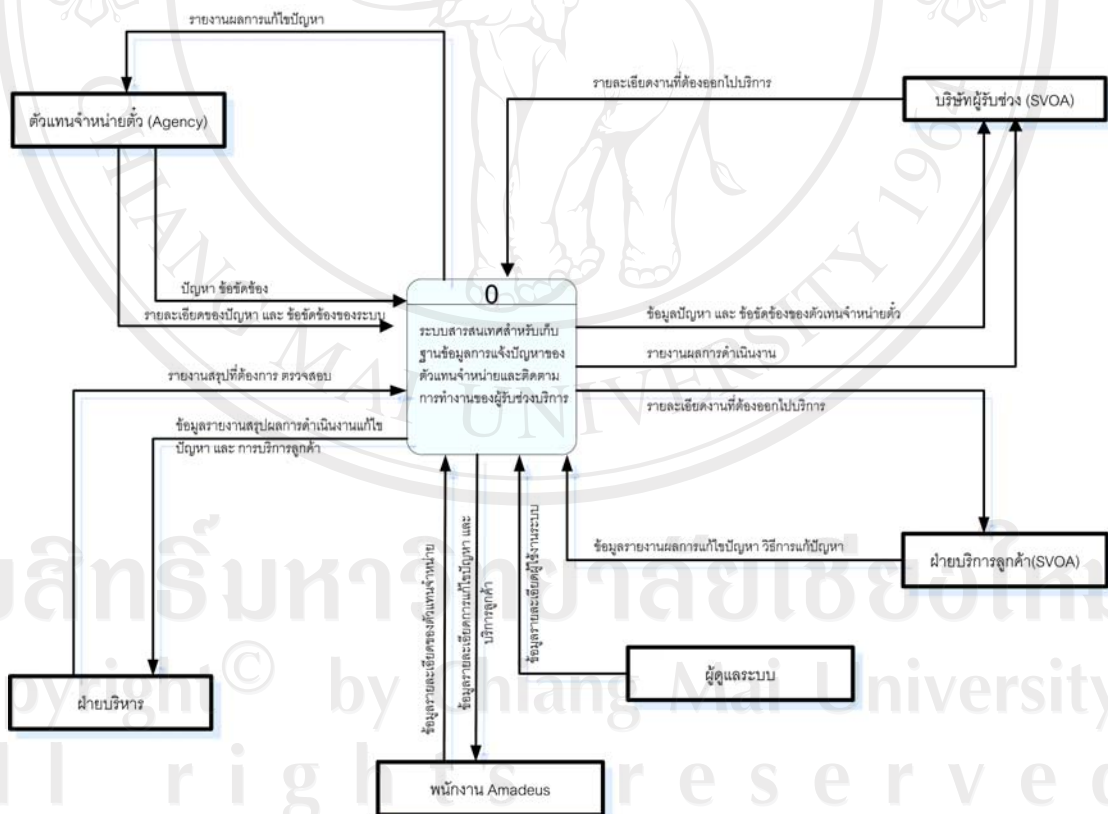 รายงานผลการแก้ไขปัญหา
รายละเอียดงานที่ต้องออกไปบริการ
ตัวแทนจำหน่ายตั๋ว (Agency)
บริษัทผู้รับช่วง (SVOA)
CHIANG MAI UNIVERSITY 1964
0
ปัญหา ข้อขัดข้อง
รายละเอียดของปัญหา และ ข้อขัดข้องของระบบ
ระบบสารสนเทศสำหรับเก็บ
ฐานข้อมูลการแจ้งปัญหาของ
ตัวแทนจำหน่ายและติดตาม
การทำงานของผู้รับช่วงบริการ
ข้อมูลปัญหา และ ข้อขัดข้องของตัวเทนจำหน่ายตั๋ว
รายงานผลการดำเนินงาน
รายงานสรุปที่ต้องการ ตรวจสอบ
รายละเอียดงานที่ต้องออกไปบริการ
ข้อมูลรายงานสรุปผลการดำเนินงานแก้ไข
ปัญหา และ การบริการลูกค้า
ข้อมูลรายละเอียดของตัวแทนจำหน่าย
ข้อมูลรายละเอียดการแก้ไขปัญหา และ
บริการลูกค้า
ข้อมูลรายละเอียดผู้ใช้งานระบบ
ข้อมูลรายงานผลการแก้ไขปัญหา วิธีการแก้ปัญหา
ฝ่ายบริการลูกค้า(SVOA)
ผู้ดูแลระบบ
ฝ่ายบริหาร
พนักงาน Amadeus
สิทธิ์มหาวิทยาลัยเชียงใหม่
opyright© by Chiang Mai University
ll rights reserved